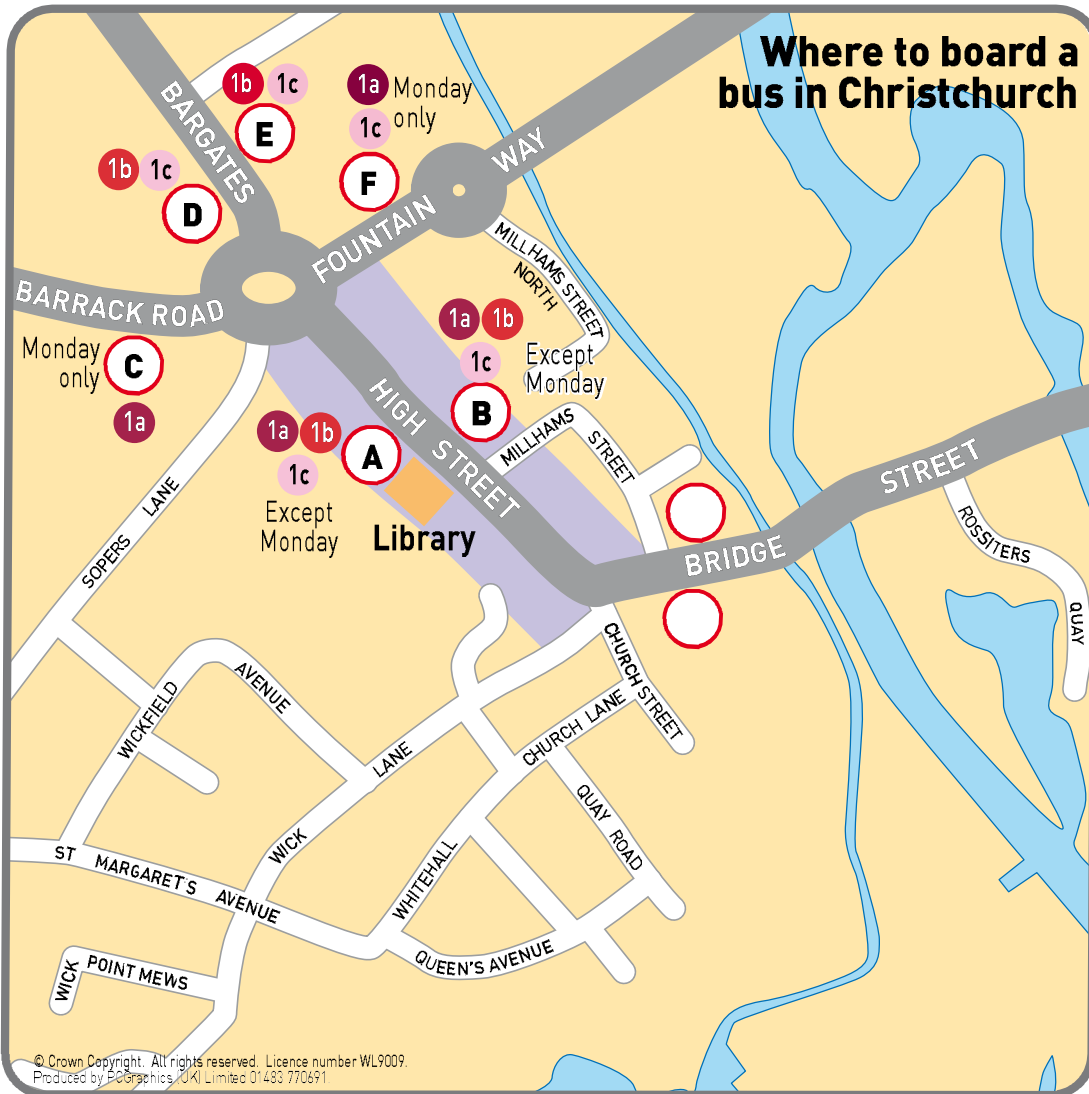 Where to board a
bus in Christchurch
1b 1c
E
1a Monday
1c only
F
1b 1c
D
BARGATES
FOUNTAIN WAY
MILLHAMS STREET
NORTH
BARRACK ROAD
Monday
only
C
1a
1a 1b
1c Except
Monday
B
HIGH STREET
1a 1b
A
1c
Except
Monday
Library
MILLHAMS STREET
BRIDGE STREET
ROSSITERS QUAY
SOPERS LANE
CHURCH STREET
CHURCH LANE
WICKFIELD AVENUE
WICK LANE
QUAY ROAD
WHITEHALL
ST MARGARET'S AVENUE
QUEEN'S AVENUE
WICK POINT MEWS
© Crown Copyright. All rights reserved. Licence number WL9009.
Produced by PCGraphics (UK) Limited 01483 770691